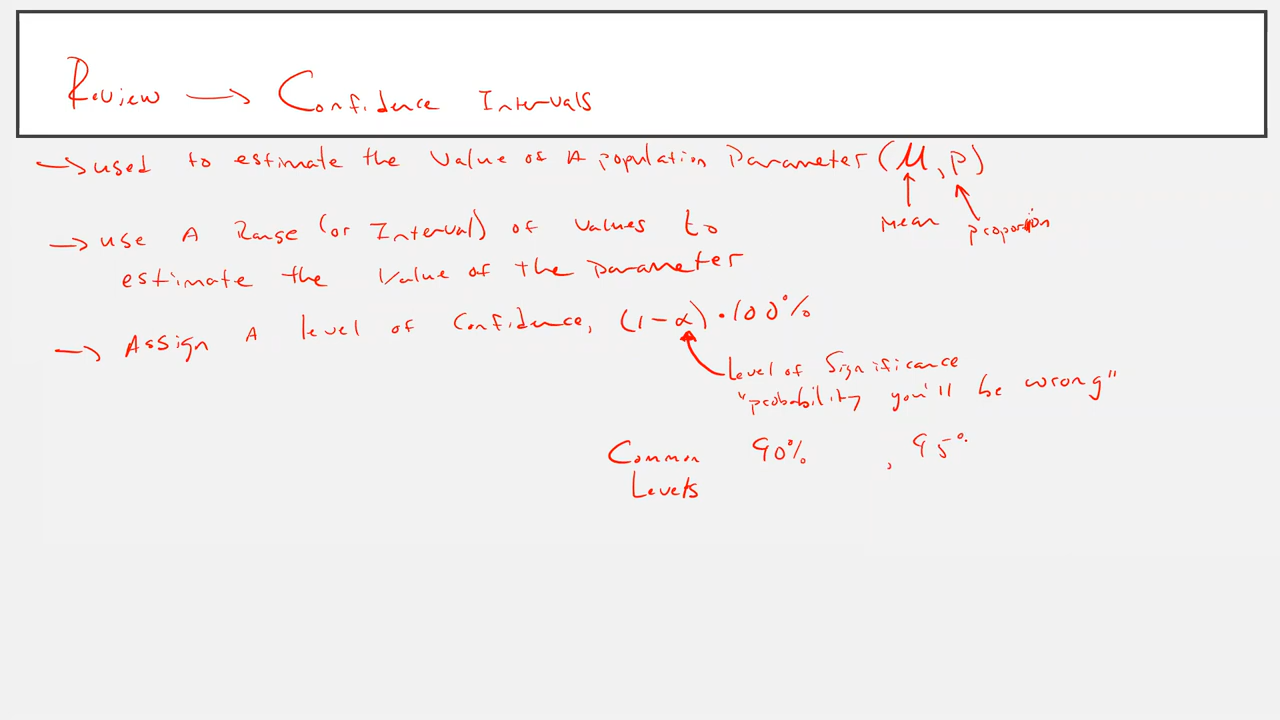 Review → Confidence Intervals
→ used to estimate the value of a population parameter (μ, p)
mean proportion
→ use a range (or interval) of values to
estimate the value of the parameter
→ Assign a level of confidence, (1-α)·100%
Level of Significance
"probability you'll be wrong"
Common 90% , 95%
Levels